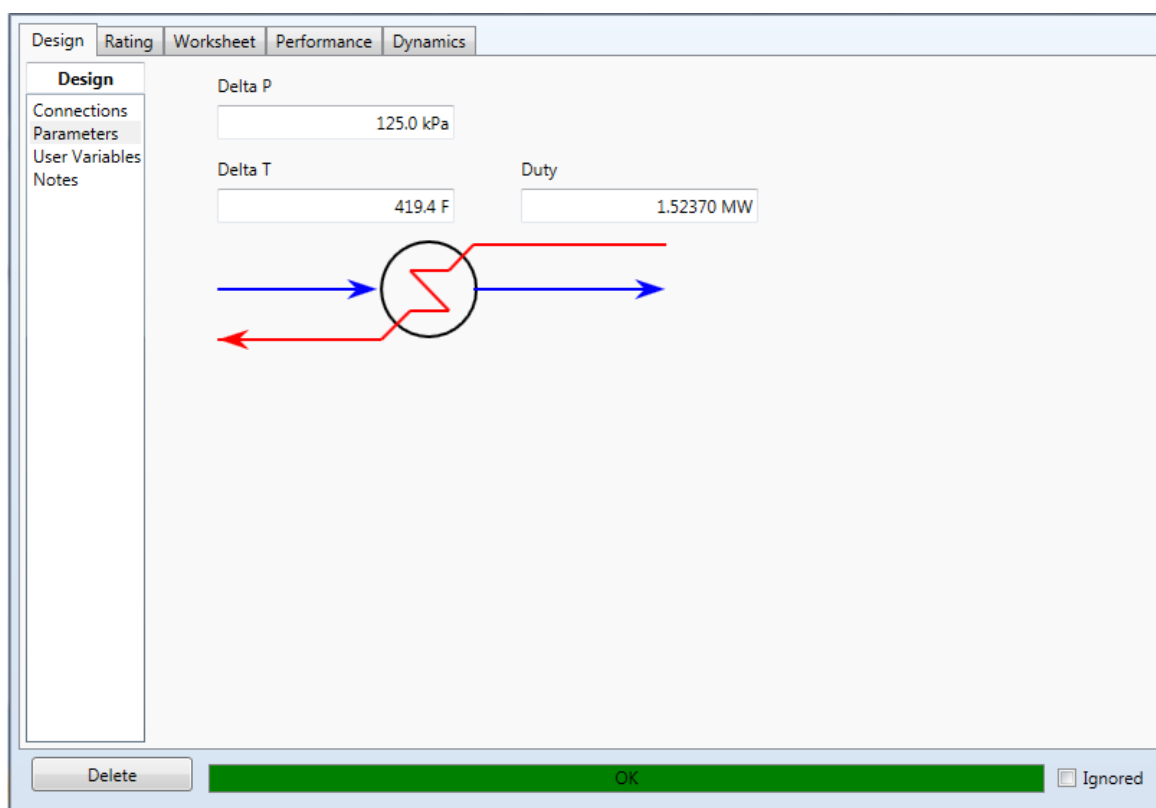 Design Rating Worksheet Performance Dynamics
Design
Connections
Parameters
User Variables
Notes
Delta P
125.0 kPa
Delta T Duty
419.4 F 1.52370 MW
Delete OK Ignored